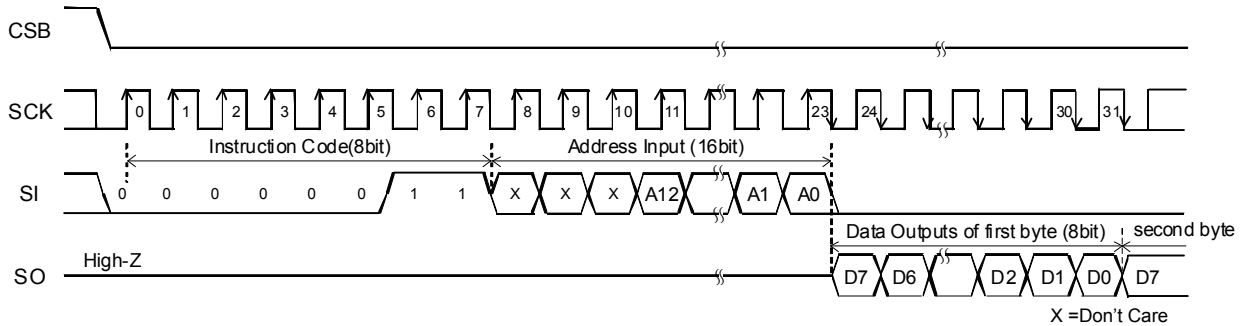 CSB
SCK 0 1 2 3 4 5 6 7 8 9 10 11 23 24 30 31
Instruction Code(8bit) Address Input (16bit)
SI 0 0 0 0 0 0 1 1 X X X A12 A1 A0
Data Outputs of first byte (8bit) second byte
High-Z
SO D7 D6 D2 D1 D0 D7
X =Don't Care